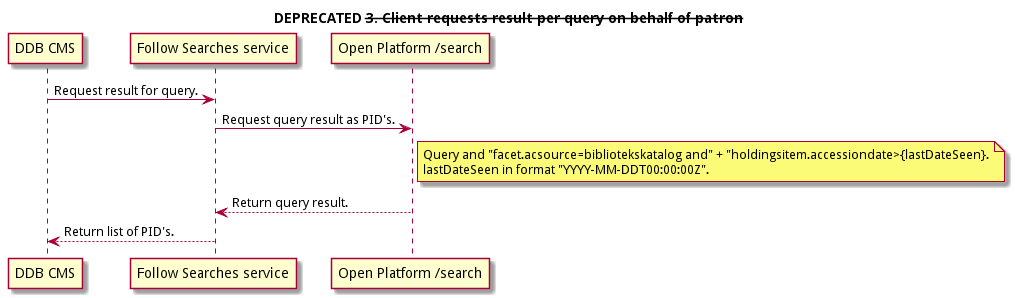 DEPRECATED 3. Client requests result per query on behalf of patron
DDB CMS
Follow Searches service
Open Platform /search
Request result for query.
Request query result as PID's.
Query and "facet.acsource=bibliotekskatalog and" + "holdingsitem.accessiondate>{lastDateSeen}.
lastDateSeen in format "YYYY-MM-DDT00:00:00Z".
Return query result.
Return list of PID's.
DDB CMS
Follow Searches service
Open Platform /search